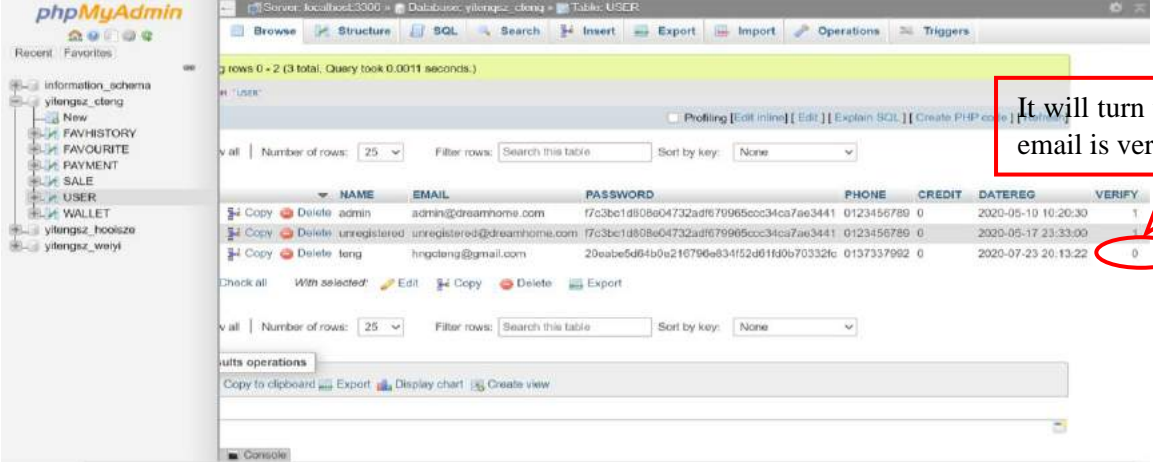 phpMyAdmin
Recent Favorites
information_schema
yitengsz_cteng
New
FAVHISTORY
FAVOURITE
PAYMENT
SALE
USER
WALLET
yitengsz_hooisze
yitengsz_weiyi
Server: localhost:3306 » Database: yitengsz_cteng » Table: USER
Browse Structure SQL Search Insert Export Import Operations Triggers
g rows 0 - 2 (3 total, Query took 0.0011 seconds.)
`USER`
Profiling [Edit inline] [ Edit ] [ Explain SQL ] [ Create PHP code ] [
It will turn
email is ver
v all | Number of rows: 25 Filter rows: Search this table Sort by key: None
NAME EMAIL PASSWORD PHONE CREDIT DATEREG VERIFY
Copy Delete admin admin@dreamhome.com f7c3bc1d808e04732adf679965ccc34ca7ae3441 0123456789 0 2020-05-10 10:20:30 1
Copy Delete unregistered unregistered@dreamhome.com f7c3bc1d808e04732adf679965ccc34ca7ae3441 0123456789 0 2020-05-17 23:33:00 1
Copy Delete teng hngcteng@gmail.com 0137337992 0 2020-07-23 20:13:22 0
Check all With selected: Edit Copy Delete Export
v all | Number of rows: 25 Filter rows: Search this table Sort by key: None
ults operations
Copy to clipboard Export Display chart Create view
Console